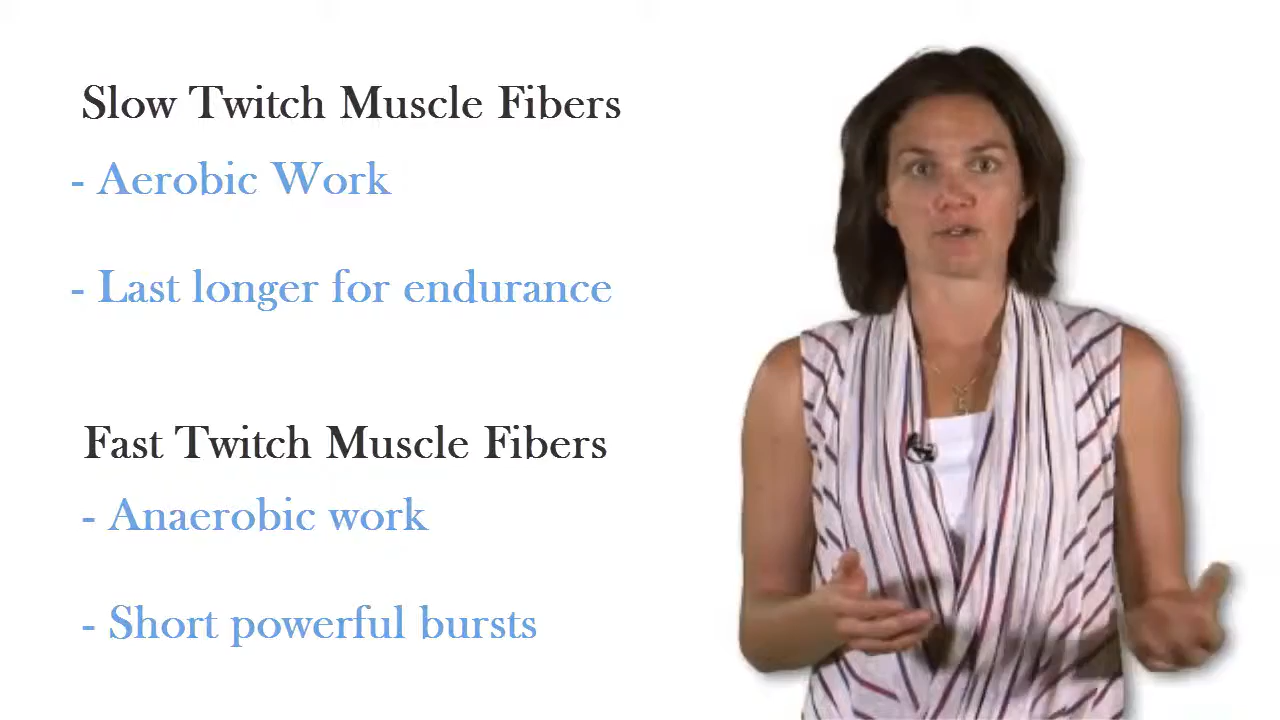 Slow Twitch Muscle Fibers
- Aerobic Work
- Last longer for endurance
Fast Twitch Muscle Fibers
- Anaerobic work
- Short powerful bursts